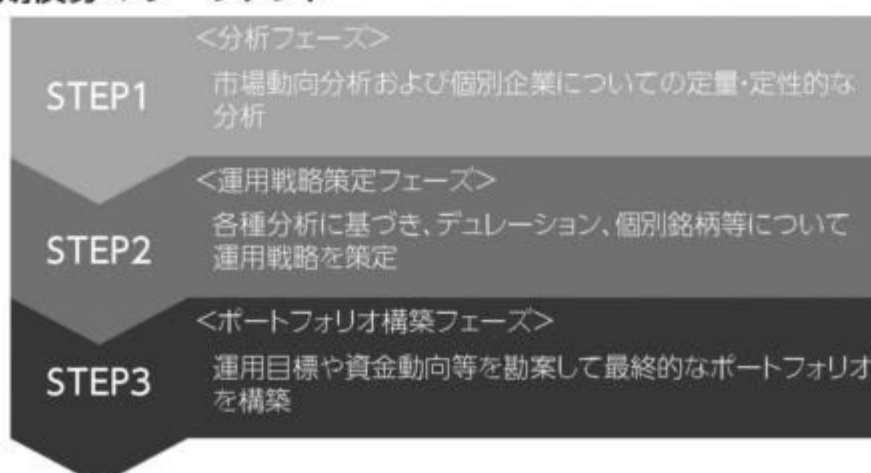 <分析フェーズ>
STEP1
市場動向分析および個別企業についての定量・定性的な
分析
<運用戦略策定フェーズ>
STEP2
各種分析に基づき、デュレーション、個別銘柄等について
運用戦略を策定
<ポートフォリオ構築フェーズ>
STEP3
運用目標や資金動向等を勘案して最終的なポートフォリオ
を構築